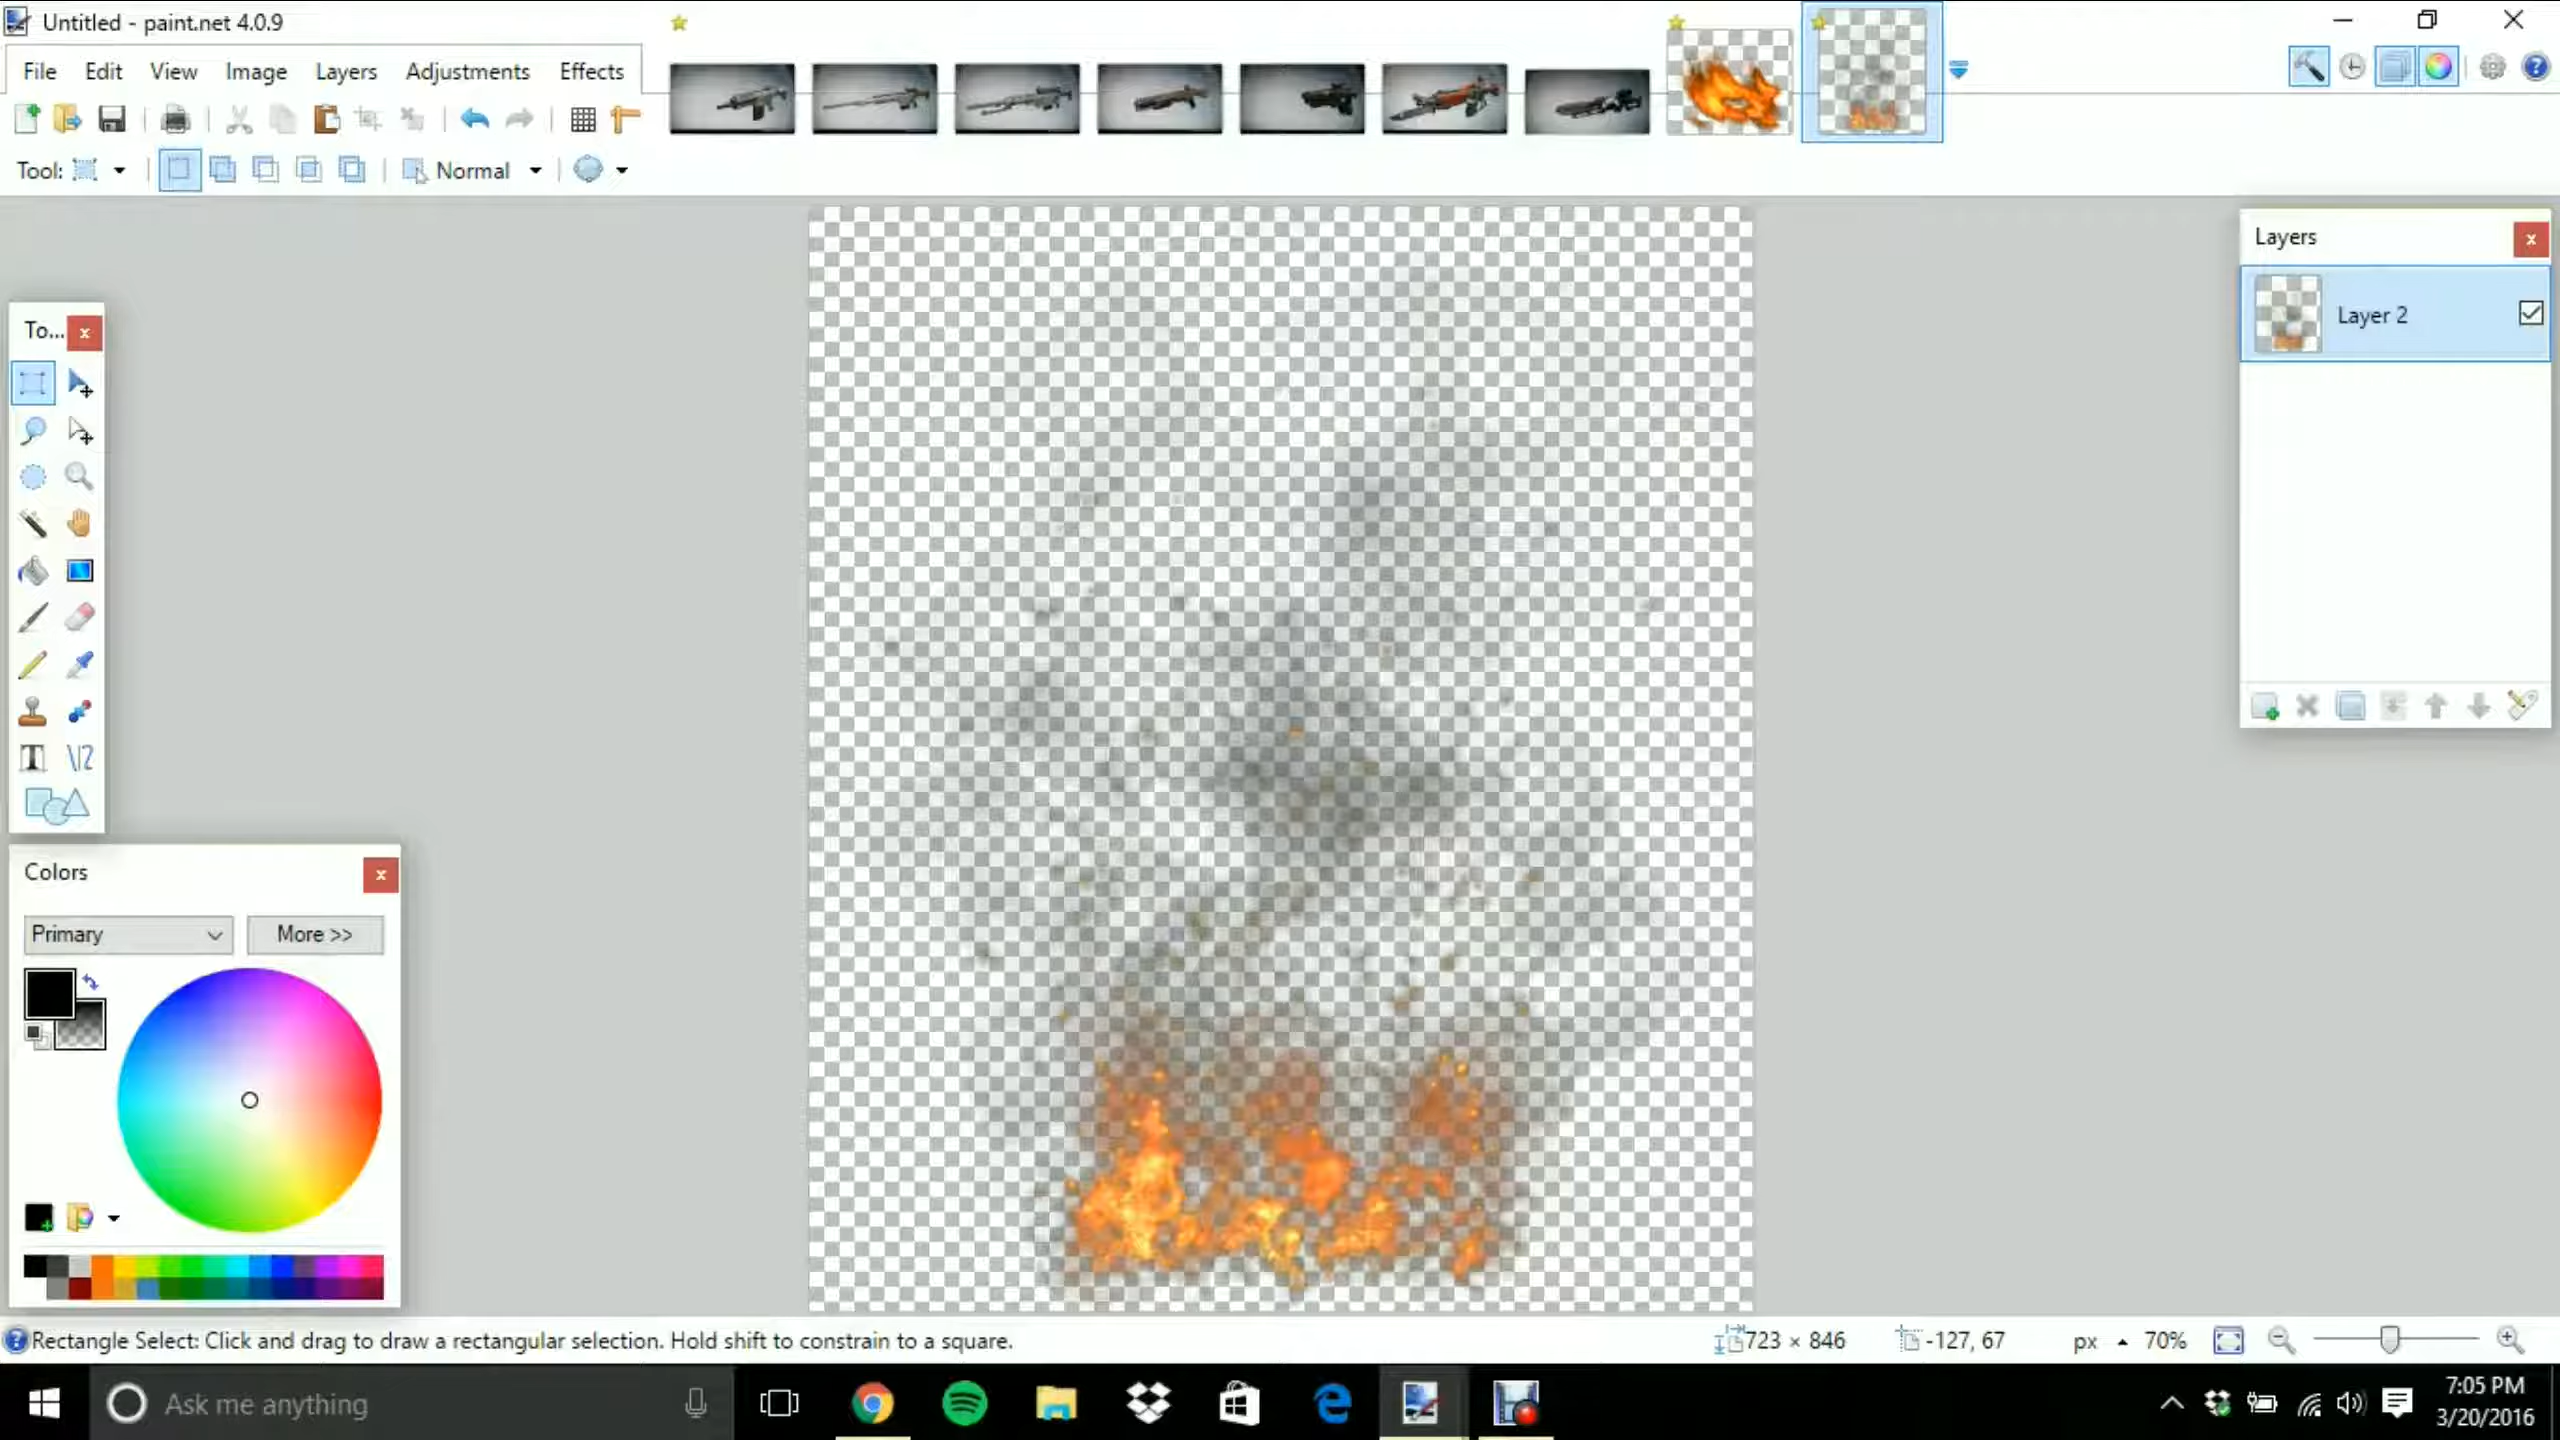 Untitled - paint.net 4.0.9
File Edit View Image Layers Adjustments Effects
Tool: Normal
Layers
Layer 2
To...
Colors
Primary More >>
Rectangle Select: Click and drag to draw a rectangular selection. Hold shift to constrain to a square.
723 × 846 -127, 67 px 70%
Ask me anything
7:05 PM
3/20/2016